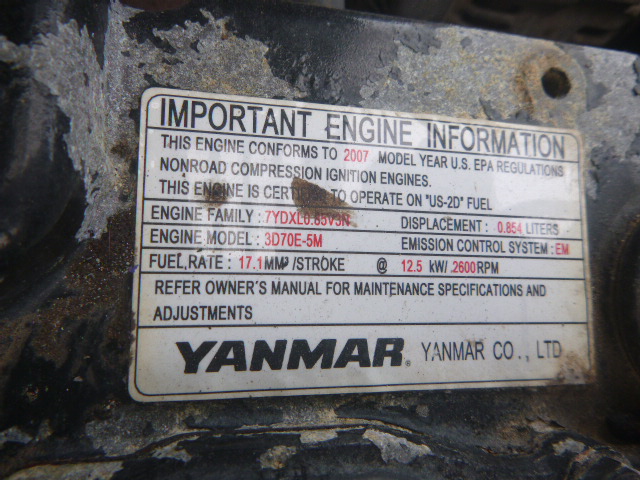 IMPORTANT ENGINE INFORMATION
THIS ENGINE CONFORMS TO 2007 MODEL YEAR U.S. EPA REGULATIONS
NONROAD COMPRESSION IGNITION ENGINES.
THIS ENGINE IS TO OPERATE ON "US-2D" FUEL
ENGINE FAMILY : DISPLACEMENT : 0.854 LITERS
ENGINE MODEL : 3D70E-5M EMISSION CONTROL SYSTEM : EM
FUEL RATE : 17.1MM³ /STROKE @ 12.5 kW/ 2600RPM
REFER OWNER'S MANUAL FOR MAINTENANCE SPECIFICATIONS AND
ADJUSTMENTS
YANMAR® YANMAR CO., LTD